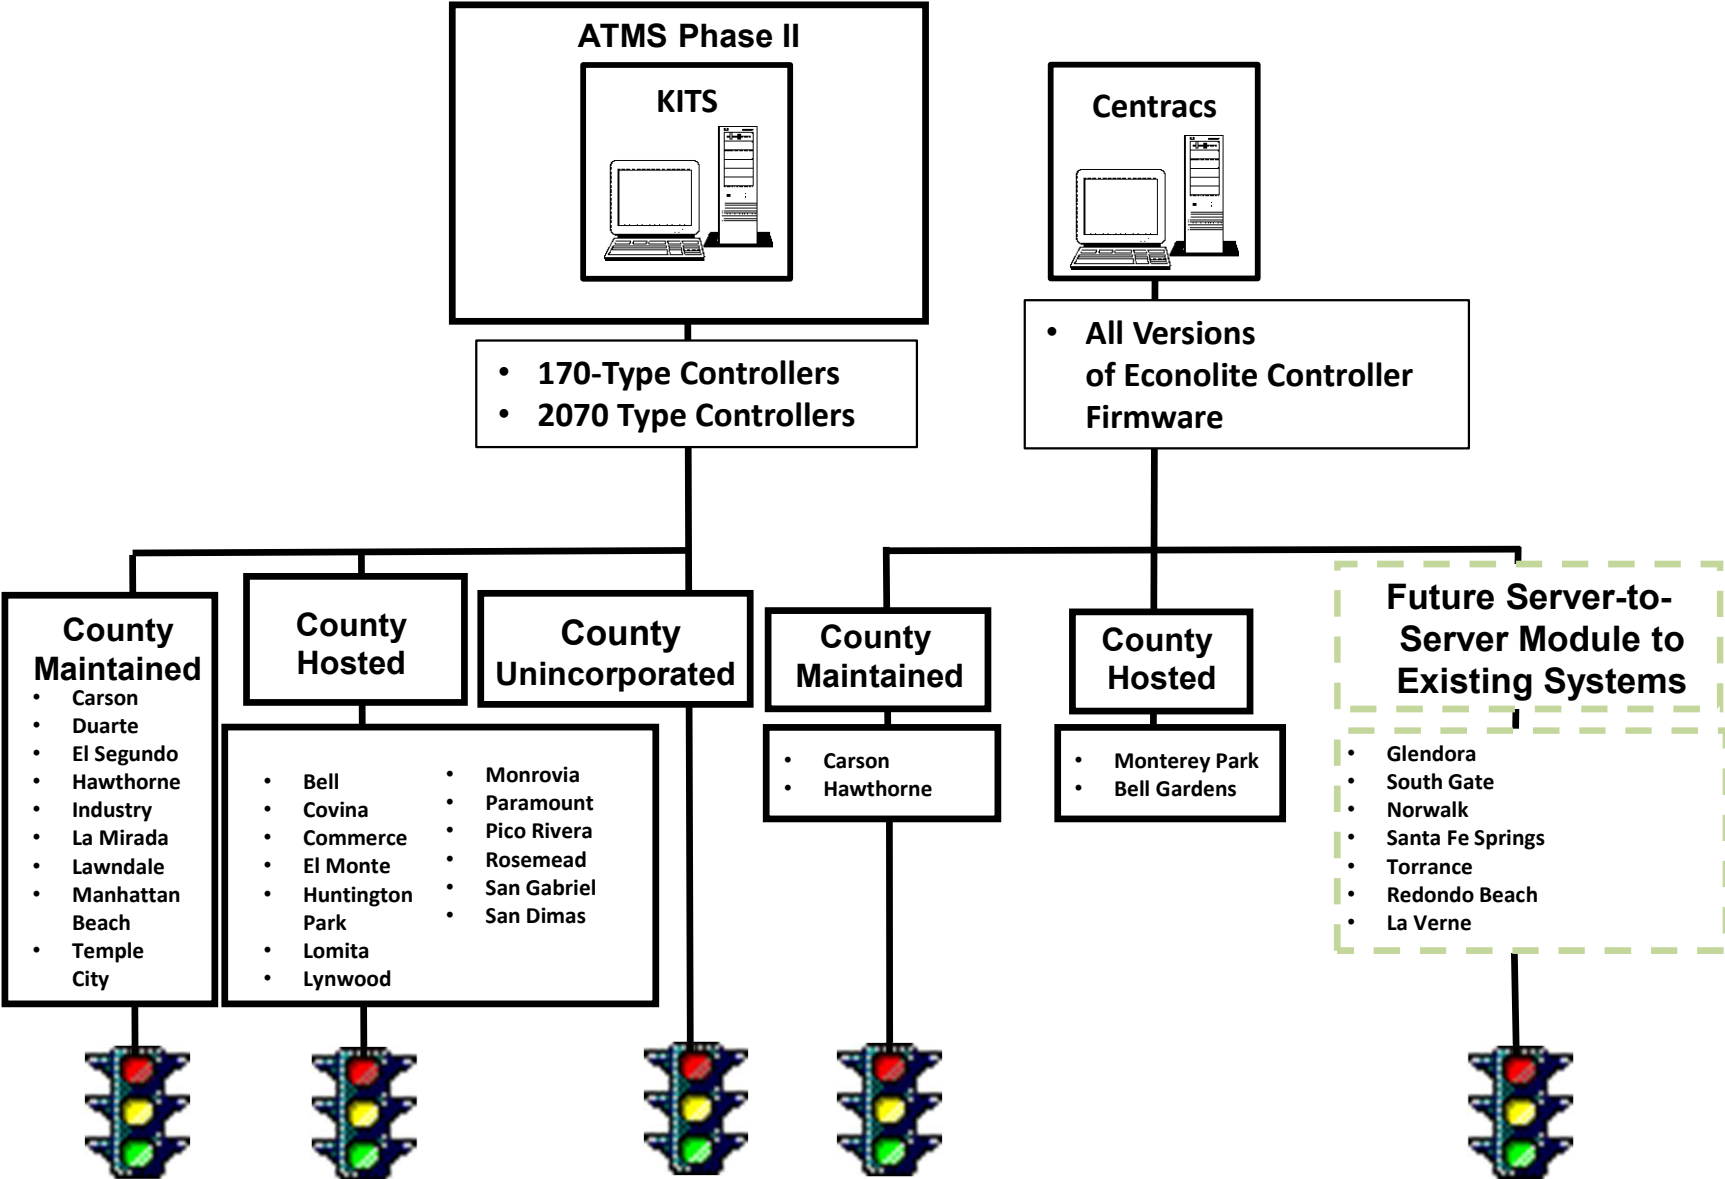 ATMS Phase II
KITS
Centracs
• 170-Type Controllers
• 2070 Type Controllers
• All Versions
of Econolite Controller
Firmware
County
Maintained
• Carson
• Duarte
• El Segundo
• Hawthorne
• Industry
• La Mirada
• Lawndale
• Manhattan
Beach
• Temple
City
County
Hosted
• Bell
• Covina
• Commerce
• El Monte
• Huntington
Park
• Lomita
• Lynwood
• Monrovia
• Paramount
• Pico Rivera
• Rosemead
• San Gabriel
• San Dimas
County
Unincorporated
County
Maintained
• Carson
• Hawthorne
County
Hosted
• Monterey Park
• Bell Gardens
Future Server-to-
Server Module to
Existing Systems
• Glendora
• South Gate
• Norwalk
• Santa Fe Springs
• Torrance
• Redondo Beach
• La Verne